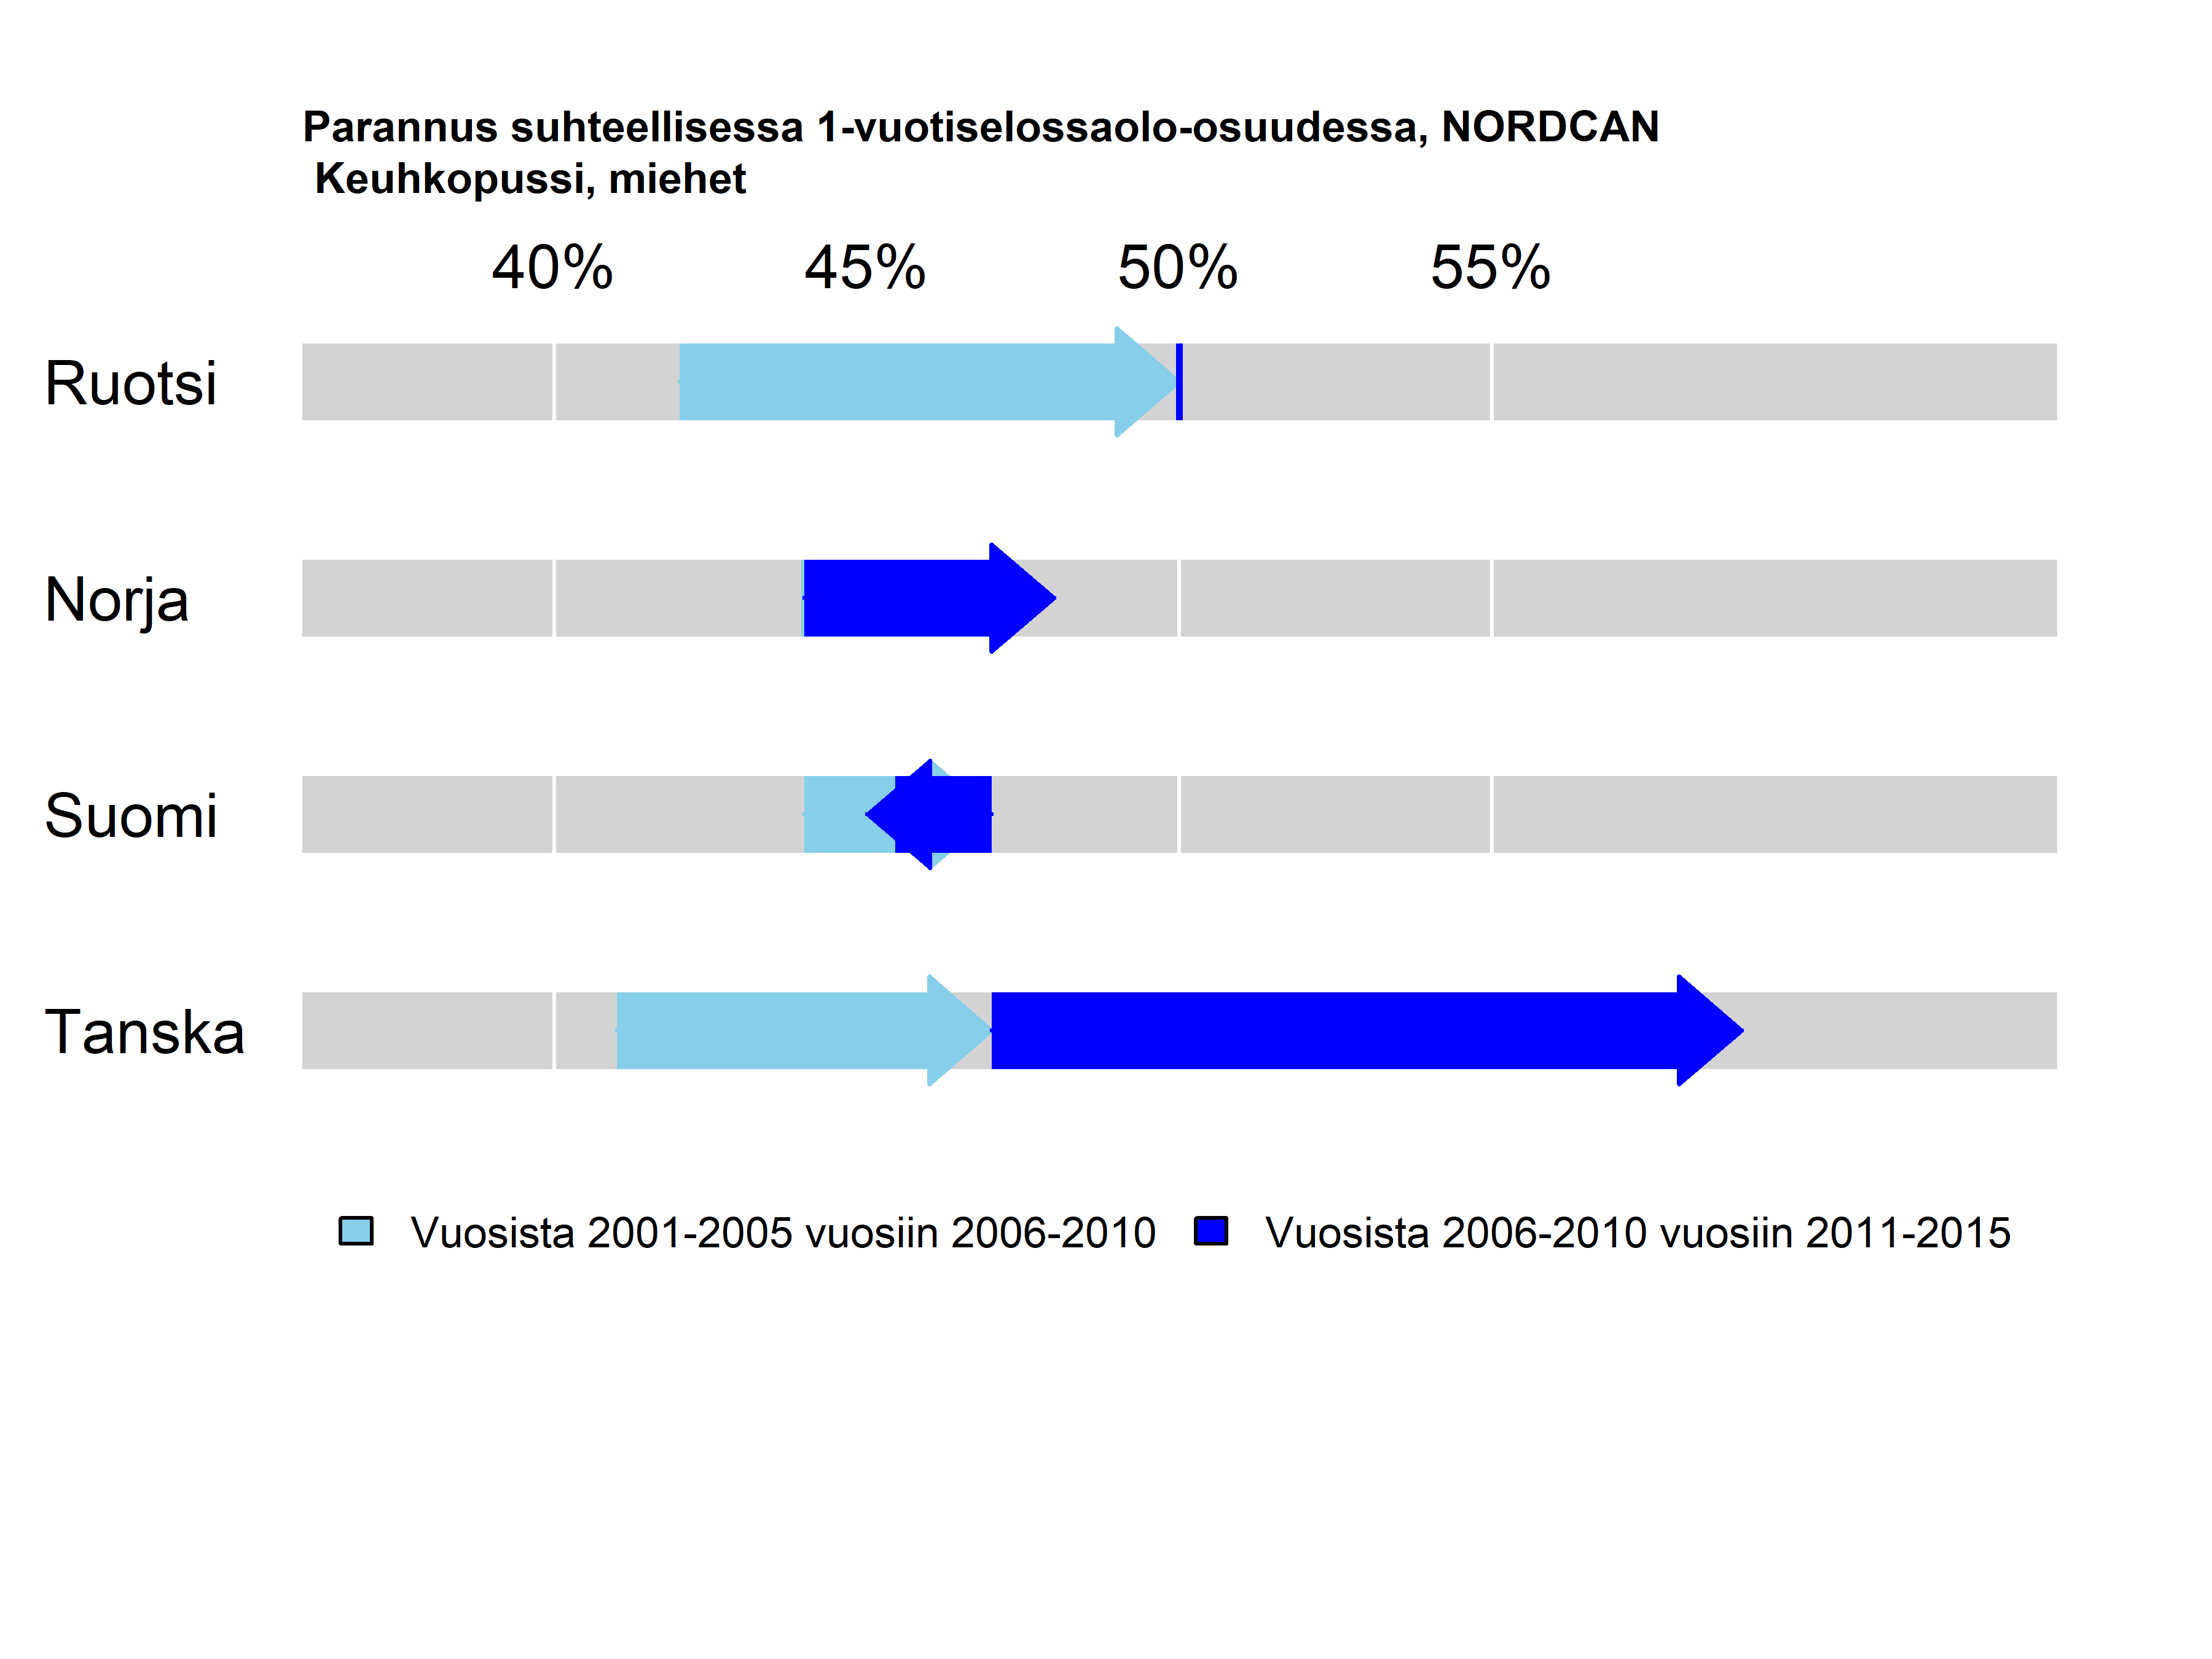 Parannus suhteellisessa 1-vuotiselossaolo-osuudessa, NORDCAN
Keuhkopussi, miehet
40% 45% 50% 55%
Ruotsi
Norja
Suomi
Tanska
Vuosista 2001-2005 vuosiin 2006-2010 Vuosista 2006-2010 vuosiin 2011-2015